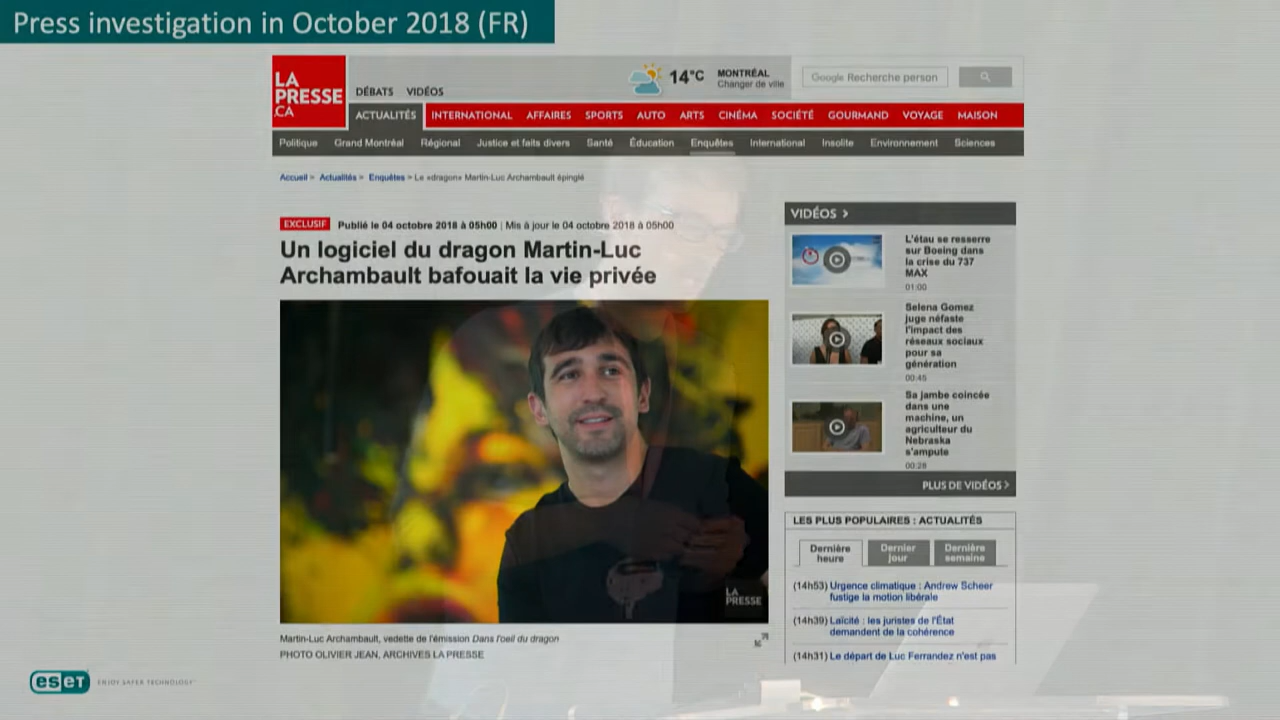 Press investigation in October 2018 (FR)
LA
PRESSE
.CA
DÉBATS VIDÉOS
14°C
MONTRÉAL
Changer de ville
Google Recherche person
ACTUALITÉS INTERNATIONAL AFFAIRES SPORTS AUTO ARTS CINÉMA SOCIÉTÉ GOURMAND VOYAGE MAISON
Politique Grand Montréal Régional Justice et faits divers Santé Éducation Enquêtes International Insolite Environnement Sciences
Accueil > Actualités > Enquêtes > Le «dragon» Martin-Luc Archambault épinglé
EXCLUSIF Publié le 04 octobre 2018 à 05h00 | Mis à jour le 04 octobre 2018 à 05h00
Un logiciel du dragon Martin-Luc
Archambault bafouait la vie privée
LA
PRESSE
Martin-Luc Archambault, vedette de l'émission Dans l'oeil du dragon
PHOTO OLIVIER JEAN, ARCHIVES LA PRESSE
VIDÉOS >
L'étau se resserre
sur Boeing dans
la crise du 737
MAX
01:00
Selena Gomez
juge néfaste
l'impact des
réseaux sociaux
pour sa
génération
00:45
Sa jambe coincée
dans une
machine, un
agriculteur du
Nebraska
s'ampute
00:28
PLUS DE VIDÉOS >
LES PLUS POPULAIRES : ACTUALITÉS
Dernière
heure
Dernier
jour
Dernière
semaine
(14h53) Urgence climatique : Andrew Scheer
fustige la motion libérale
(14h39) Laïcité : les juristes de l'État
demandent de la cohérence
(14h31) Le départ de Luc Ferrandez n'est pas
eset ENJOY SAFER TECHNOLOGY